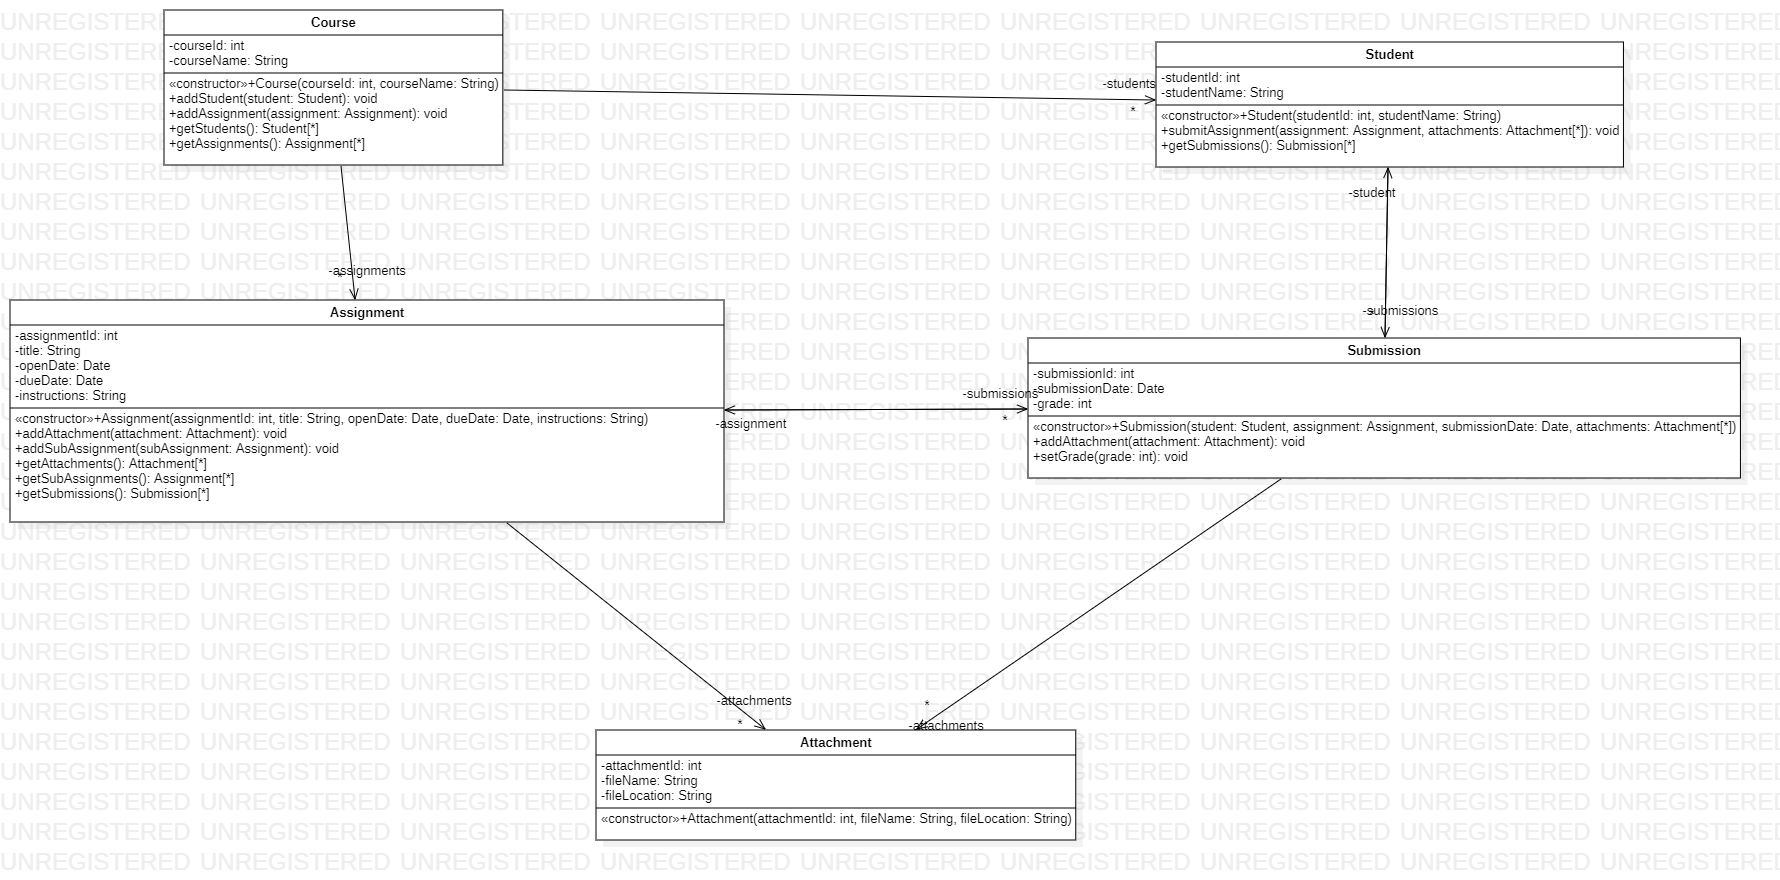 Course
-courseId: int
-courseName: String
«constructor»+Course(courseId: int, courseName: String)
+addStudent(student: Student): void
+addAssignment(assignment: Assignment): void
+getStudents(): Student[*]
+getAssignments(): Assignment[*]
Student
-studentId: int
-studentName: String
«constructor»+Student(studentId: int, studentName: String)
+submitAssignment(assignment: Assignment, attachments: Attachment[*]): void
+getSubmissions(): Submission[*]
-students
*
-student
-assignments
*
-submissions
*
Assignment
-assignmentId: int
-title: String
-openDate: Date
-dueDate: Date
-instructions: String
«constructor»+Assignment(assignmentId: int, title: String, openDate: Date, dueDate: Date, instructions: String)
+addAttachment(attachment: Attachment): void
+addSubAssignment(subAssignment: Assignment): void
+getAttachments(): Attachment[*]
+getSubAssignments(): Assignment[*]
+getSubmissions(): Submission[*]
-submissions
*
-assignment
Submission
-submissionId: int
-submissionDate: Date
-grade: int
«constructor»+Submission(student: Student, assignment: Assignment, submissionDate: Date, attachments: Attachment[*])
+addAttachment(attachment: Attachment): void
+setGrade(grade: int): void
-attachments
*
*
-attachments
Attachment
-attachmentId: int
-fileName: String
-fileLocation: String
«constructor»+Attachment(attachmentId: int, fileName: String, fileLocation: String)
UNREGISTERED